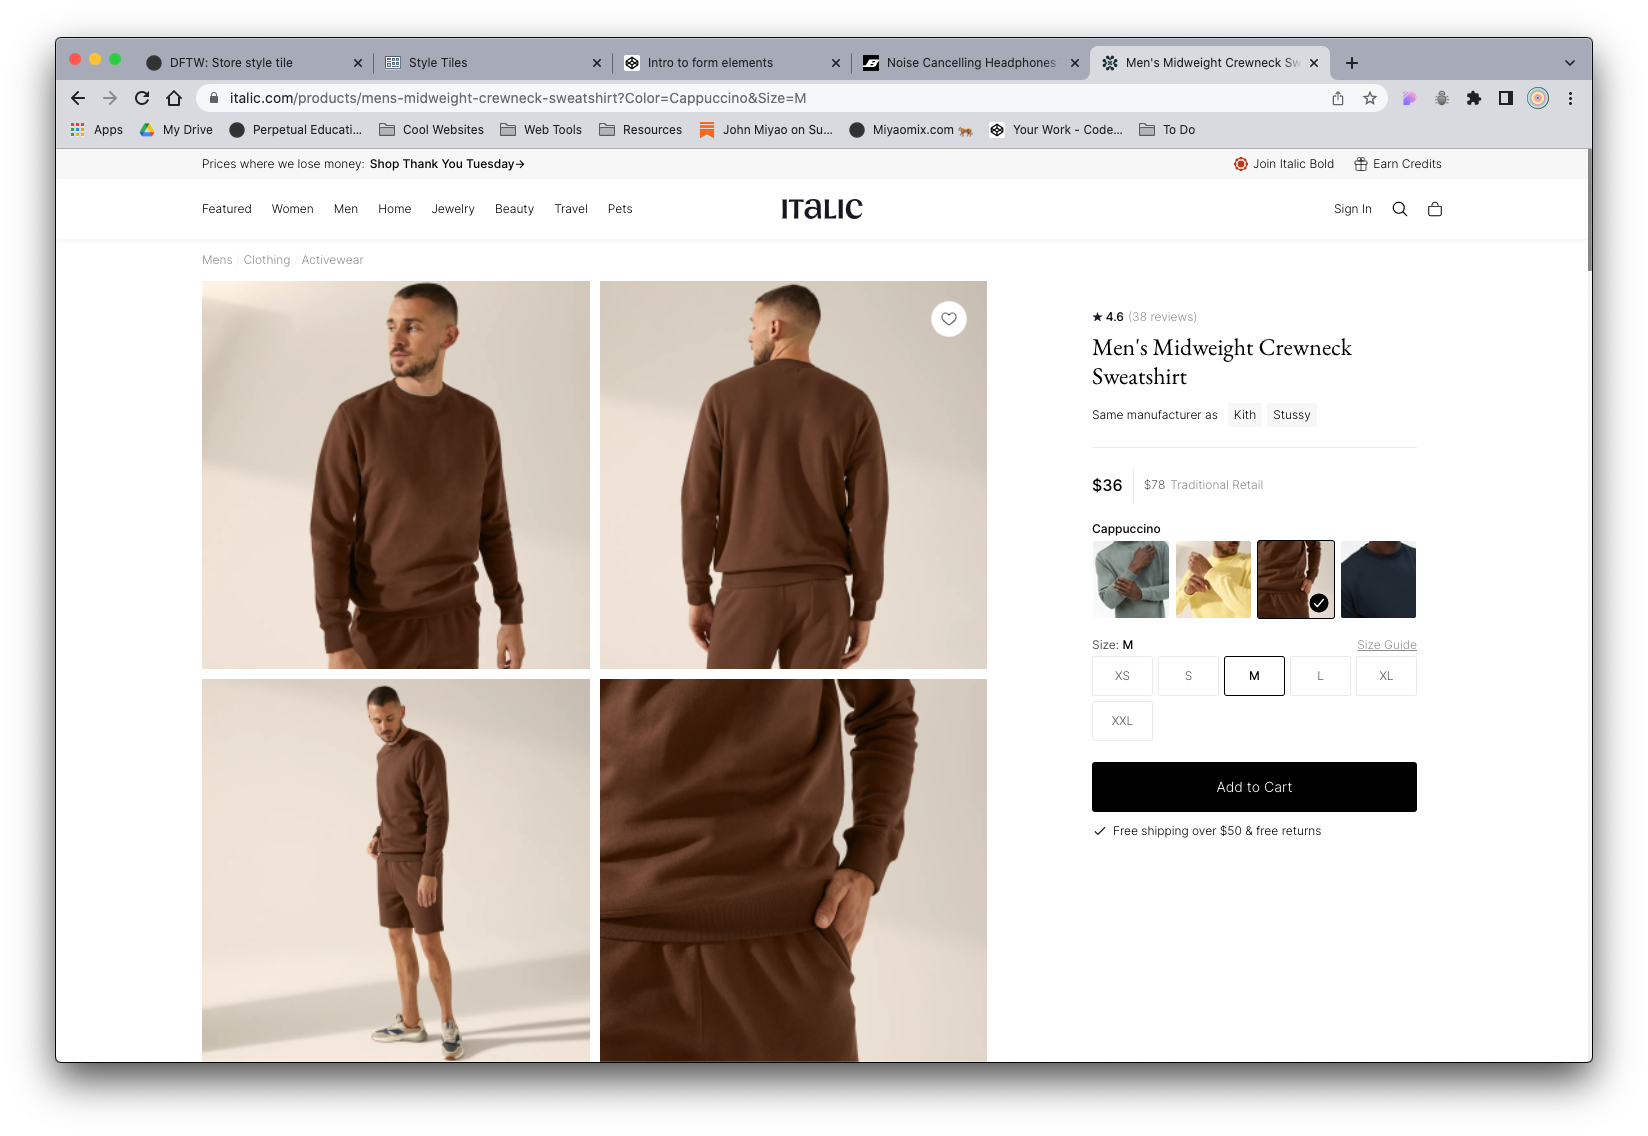 DFTW: Store style tile
Style Tiles
Intro to form elements
Noise Cancelling Headphones
Men's Midweight Crewneck Sw
italic.com/products/mens-midweight-crewneck-sweatshirt?Color=Cappuccino&Size=M
Apps My Drive Perpetual Educati... Cool Websites Web Tools Resources John Miyao on Su... Miyaomix.com Your Work - Code... To Do
Prices where we lose money: Shop Thank You Tuesday→
Join Italic Bold Earn Credits
Featured Women Men Home Jewelry Beauty Travel Pets
ITALIC
Sign In
Mens / Clothing / Activewear
★ 4.6 (38 reviews)
Men's Midweight Crewneck
Sweatshirt
Same manufacturer as Kith Stussy
$36 $78 Traditional Retail
Cappuccino
Size: M Size Guide
XS S M L XL
XXL
Add to Cart
Free shipping over $50 & free returns